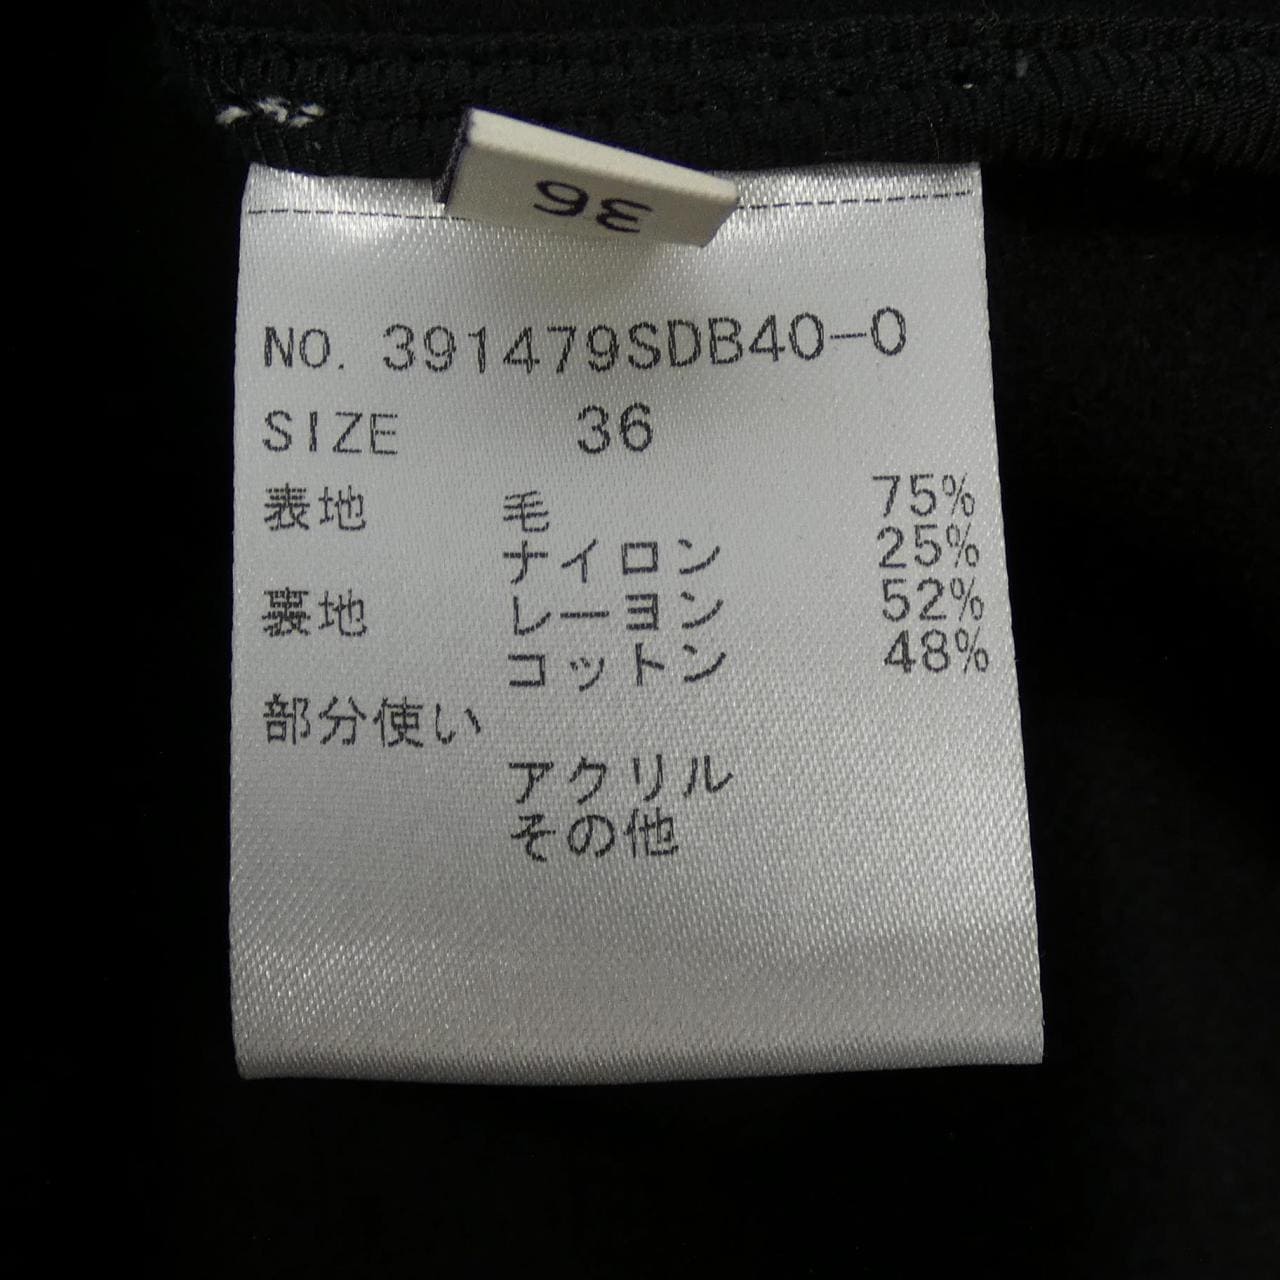 36
NO. 391479SDB40-0
SIZE 36
表地 毛 75%
ナイロン 25%
裏地 レーヨン 52%
コットン 48%
部分使い
アクリル
その他